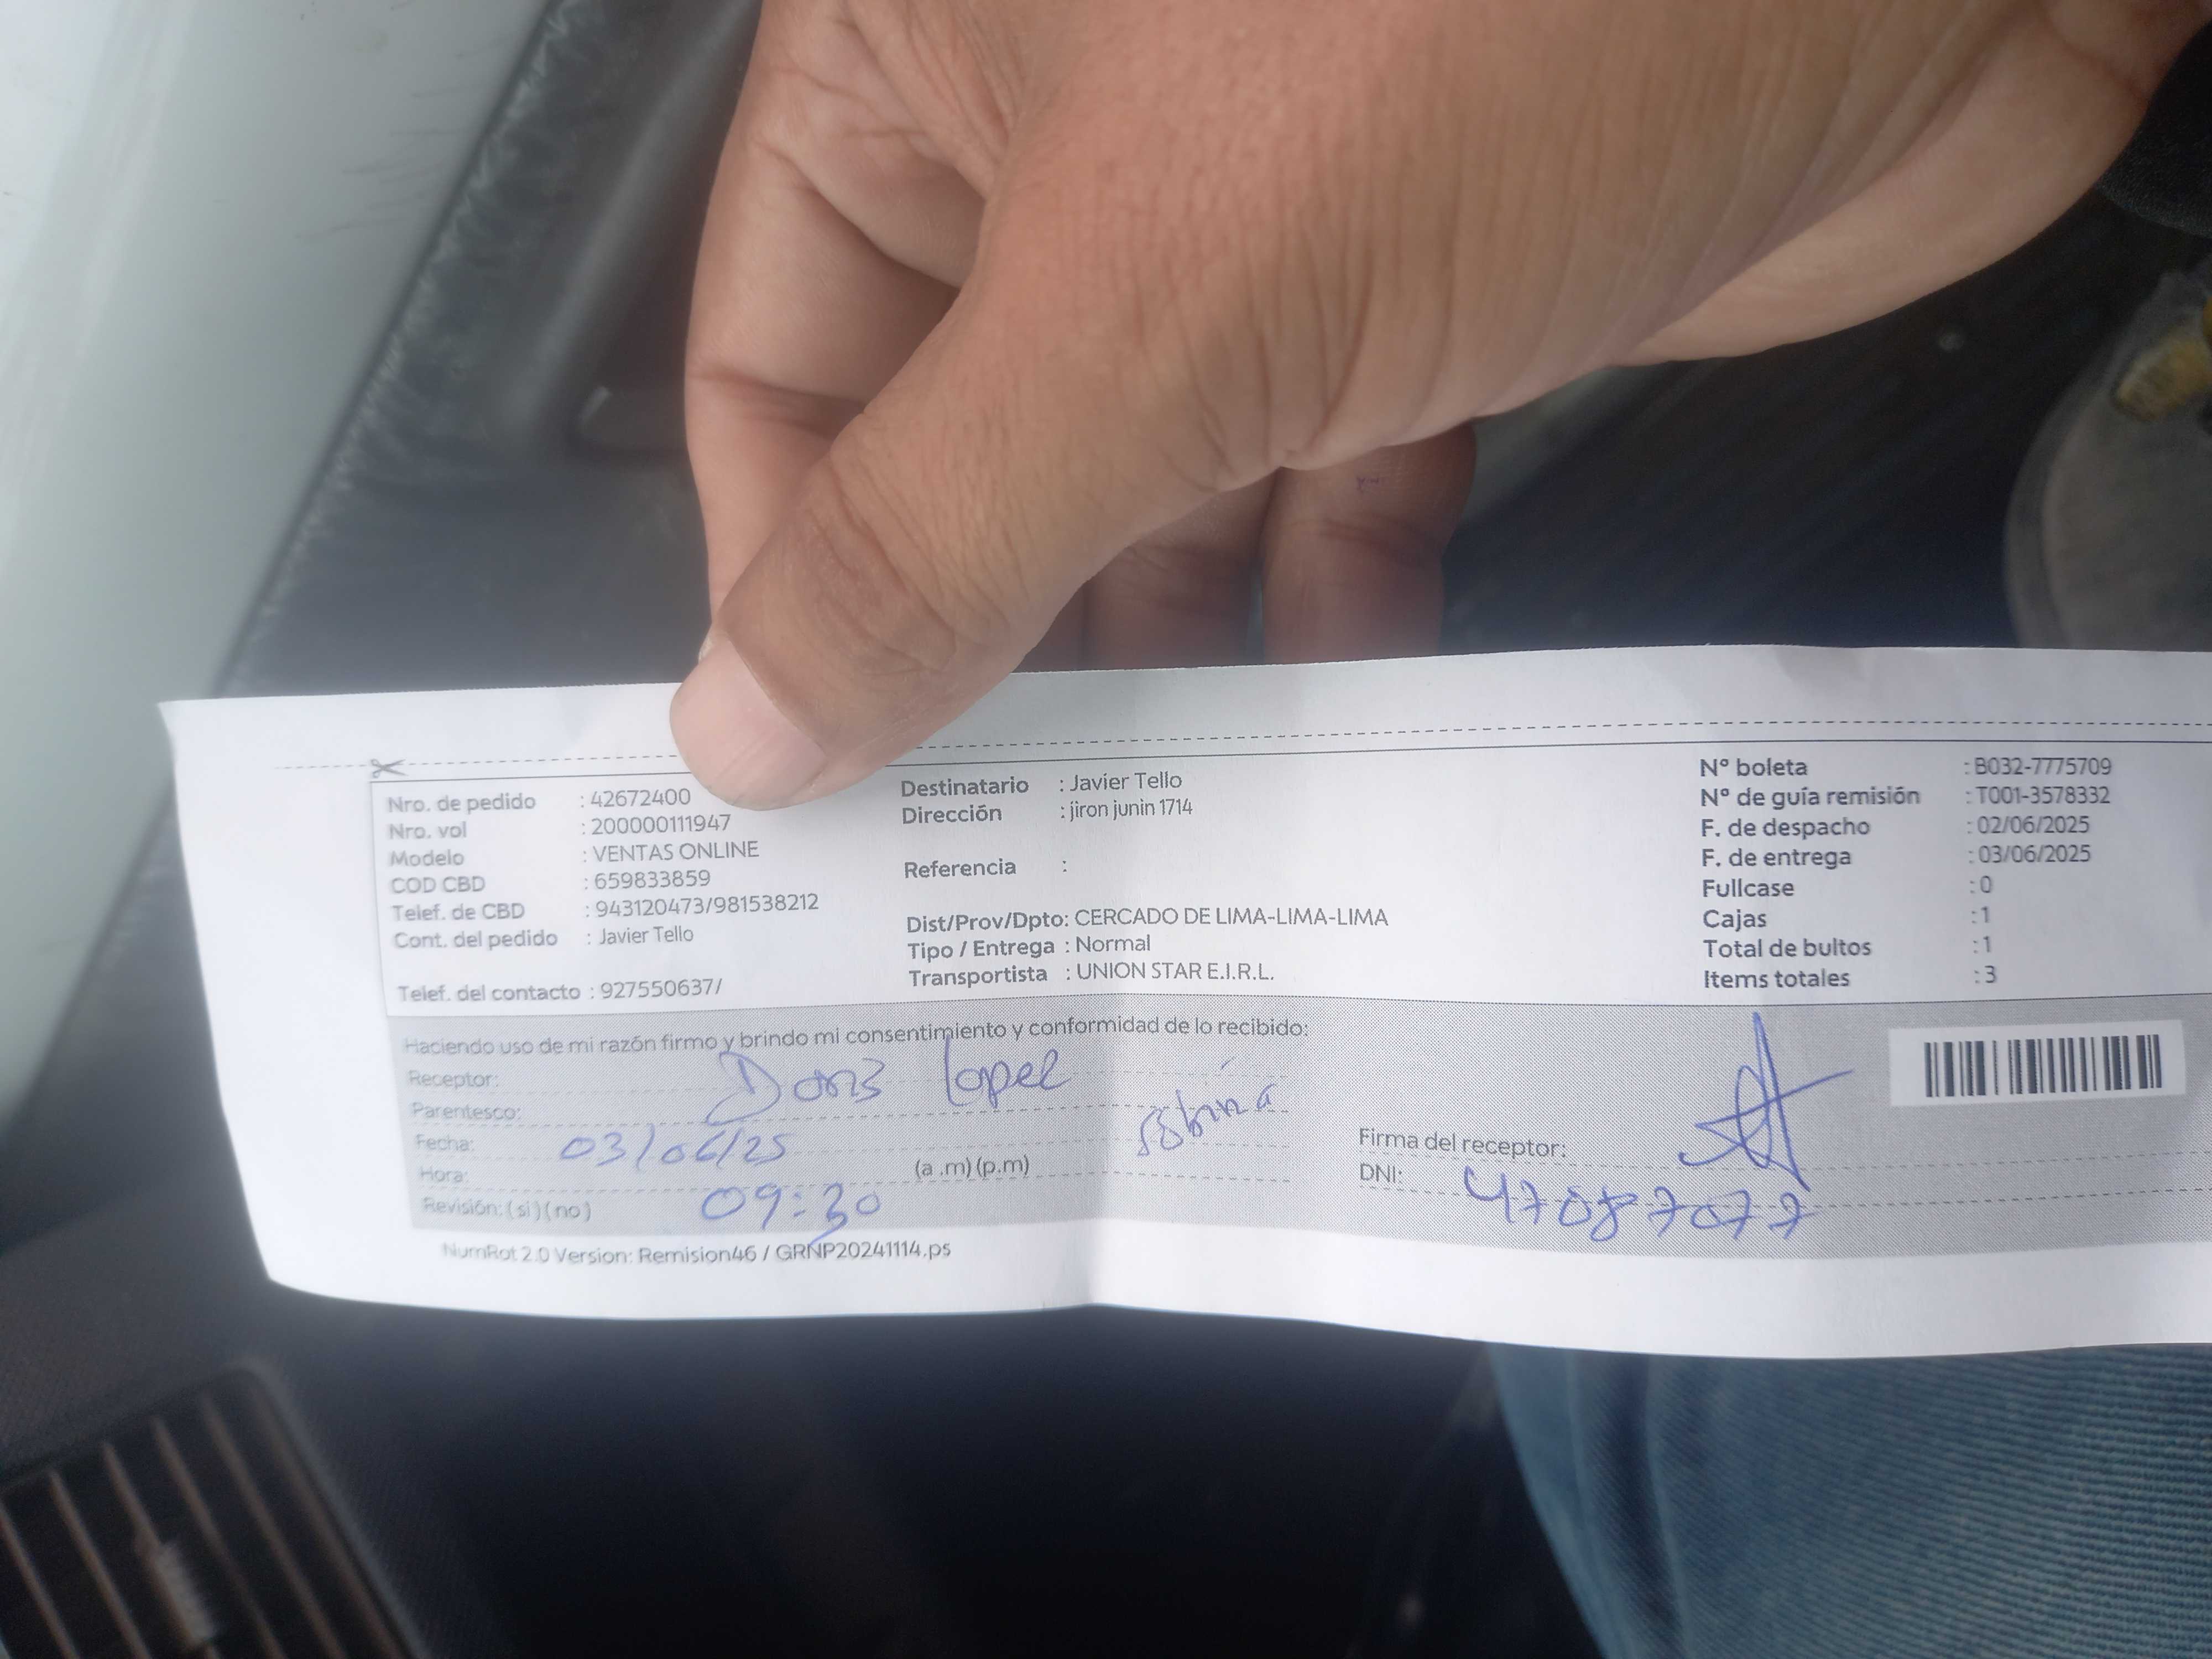 Nro. de pedido : 42672400
Nro. vol : 200000111947
Modelo : VENTAS ONLINE
COD CBD : 659833859
Telef. de CBD : 943120473/981538212
Cont. del pedido : Javier Tello
Telef. del contacto : 927550637/
Destinatario : Javier Tello
Dirección : jiron junin 1714
Referencia :
Dist/Prov/Dpto: CERCADO DE LIMA-LIMA-LIMA
Tipo / Entrega : Normal
Transportista : UNION STAR E.I.R.L.
N° boleta : B032-7775709
N° de guía remisión : T001-3578332
F. de despacho : 02/06/2025
F. de entrega : 03/06/2025
Fullcase : 0
Cajas : 1
Total de bultos : 1
Items totales : 3
Haciendo uso de mi razón firmo y brindo mi consentimiento y conformidad de lo recibido:
Receptor: Doris Lopel
Parentesco: sobrina
Fecha: 03/06/25
Hora: 09:30 (a .m) (p.m)
Revisión: (si) (no)
Firma del receptor:
DNI: 47087077
NumRot 2.0 Version: Remision46 / GRNP20241114.ps